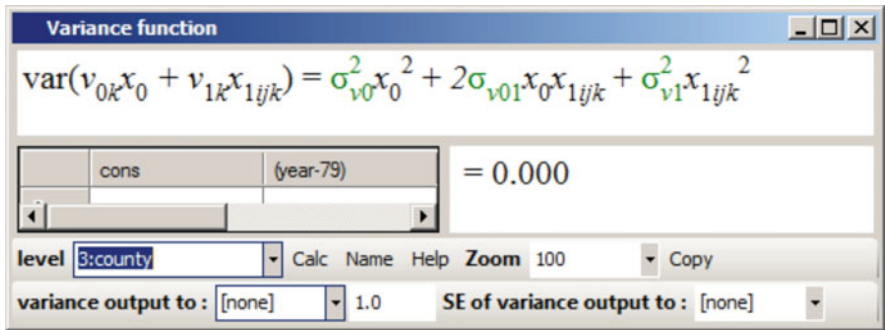 Variance function
var(v₀ₖx₀ + v₁ₖx₁ᵢⱼₖ) = σ²ᵥ₀x₀² + 2σᵥ₀₁x₀x₁ᵢⱼₖ + σ²ᵥ₁x₁ᵢⱼₖ²
cons (year-79)
= 0.000
level 3:county Calc Name Help Zoom 100 Copy
variance output to : [none] 1.0 SE of variance output to : [none]